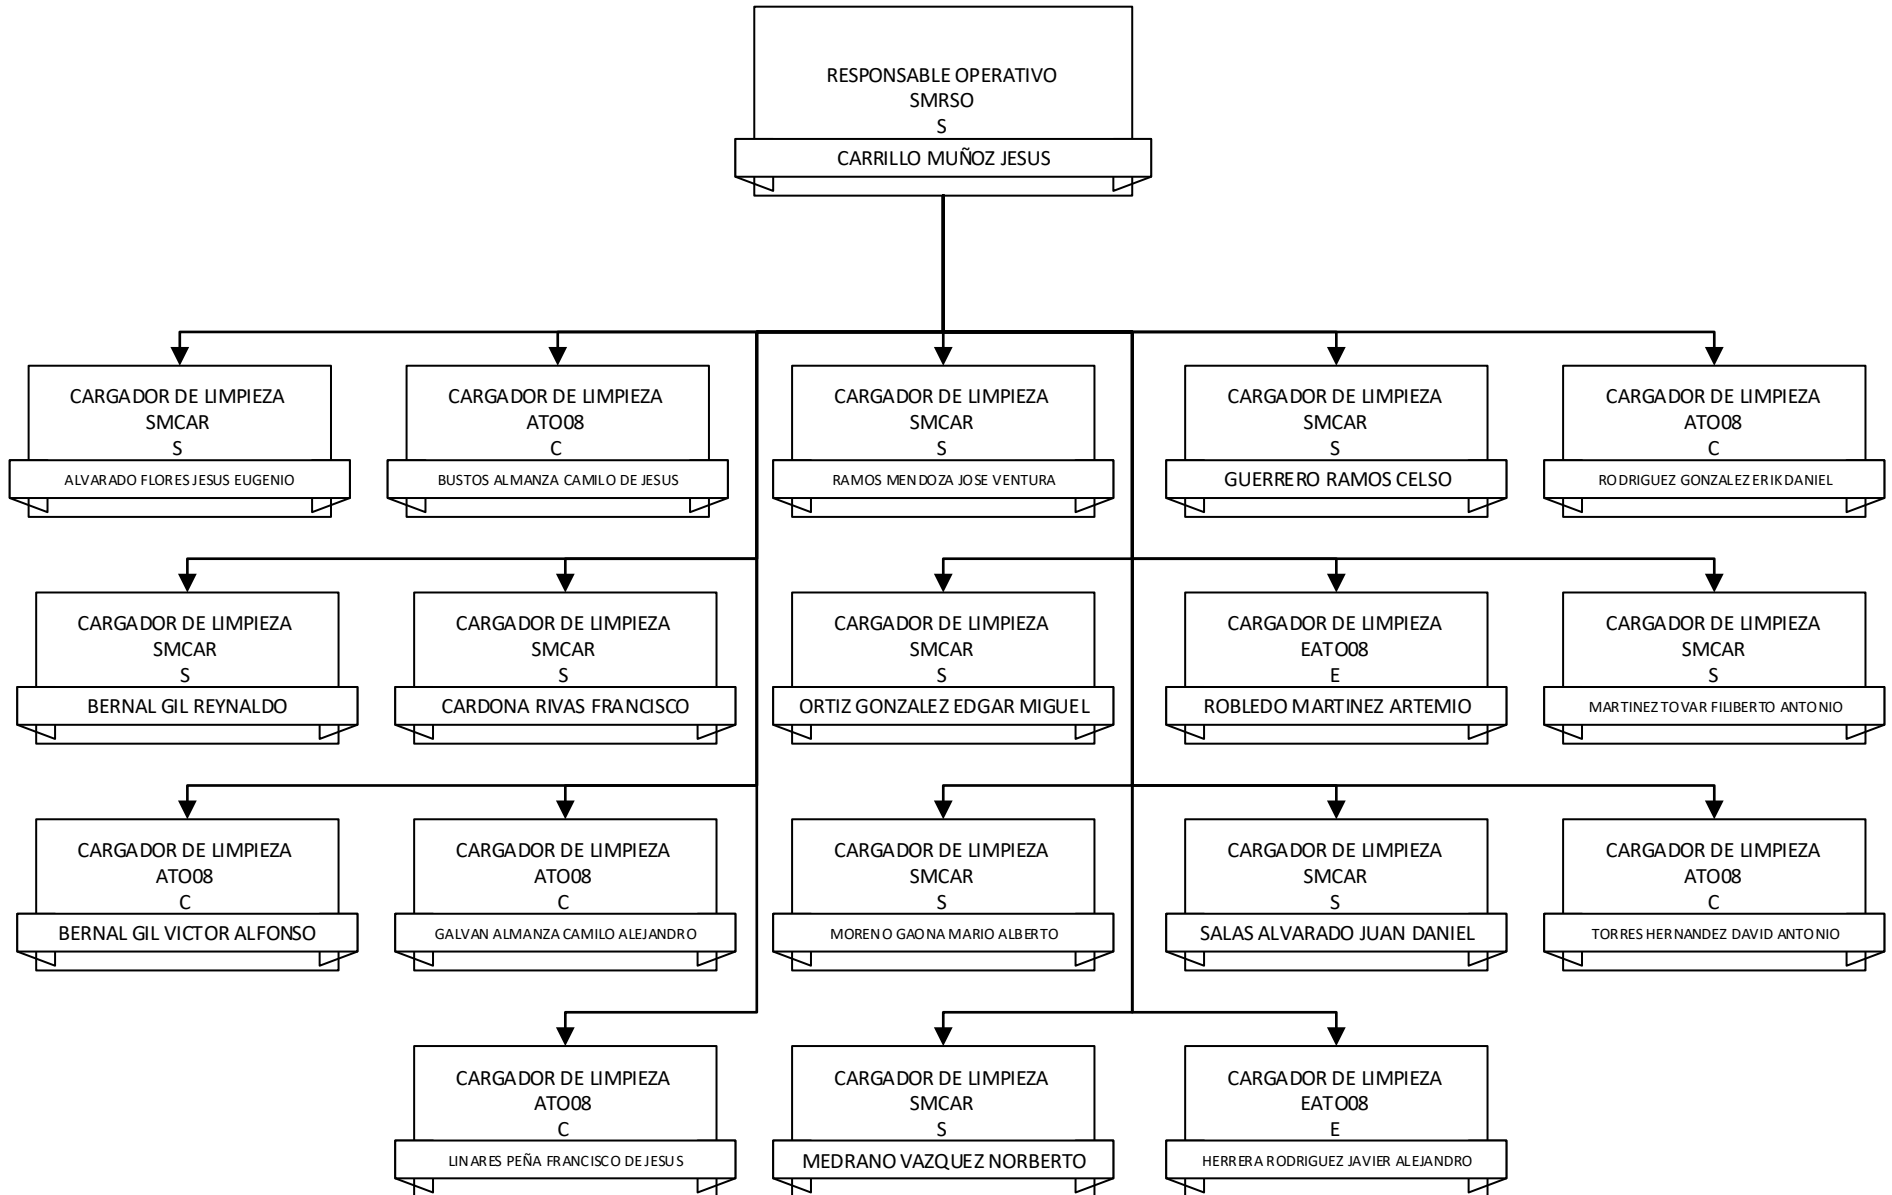 RESPONSABLE OPERATIVO
SMRSO
S
CARRILLO MUÑOZ JESUS
CARGADOR DE LIMPIEZA
SMCAR
S
ALVARADO FLORES JESUS EUGENIO
CARGADOR DE LIMPIEZA
ATO08
C
BUSTOS ALMANZA CAMILO DE JESUS
CARGADOR DE LIMPIEZA
SMCAR
S
RAMOS MENDOZA JOSE VENTURA
CARGADOR DE LIMPIEZA
SMCAR
S
GUERRERO RAMOS CELSO
CARGADOR DE LIMPIEZA
ATO08
C
RODRIGUEZ GONZALEZ ERIK DANIEL
CARGADOR DE LIMPIEZA
SMCAR
S
BERNAL GIL REYNALDO
CARGADOR DE LIMPIEZA
SMCAR
S
CARDONA RIVAS FRANCISCO
CARGADOR DE LIMPIEZA
SMCAR
S
ORTIZ GONZALEZ EDGAR MIGUEL
CARGADOR DE LIMPIEZA
EATO08
E
ROBLEDO MARTINEZ ARTEMIO
CARGADOR DE LIMPIEZA
SMCAR
S
MARTINEZ TOVAR FILIBERTO ANTONIO
CARGADOR DE LIMPIEZA
ATO08
C
BERNAL GIL VICTOR ALFONSO
CARGADOR DE LIMPIEZA
ATO08
C
GALVAN ALMANZA CAMILO ALEJANDRO
CARGADOR DE LIMPIEZA
SMCAR
S
MORENO GAONA MARIO ALBERTO
CARGADOR DE LIMPIEZA
SMCAR
S
SALAS ALVARADO JUAN DANIEL
CARGADOR DE LIMPIEZA
ATO08
C
TORRES HERNANDEZ DAVID ANTONIO
CARGADOR DE LIMPIEZA
ATO08
C
LINARES PEÑA FRANCISCO DE JESUS
CARGADOR DE LIMPIEZA
SMCAR
S
MEDRANO VAZQUEZ NORBERTO
CARGADOR DE LIMPIEZA
EATO08
E
HERRERA RODRIGUEZ JAVIER ALEJANDRO